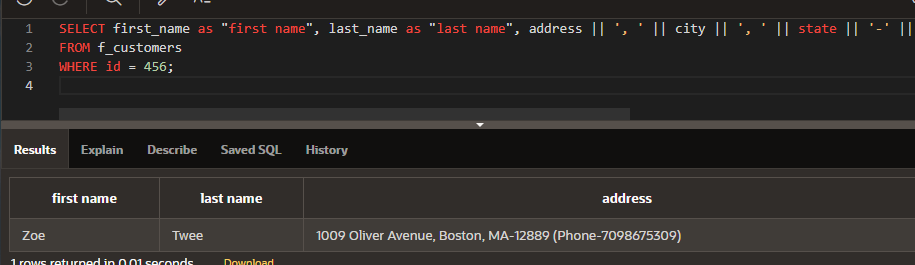 1 SELECT first_name as "first name", last_name as "last name", address || ', ' || city || ', ' || state || '-' ||
2 FROM f_customers
3 WHERE id = 456;
4
Results Explain Describe Saved SQL History
first name last name address
Zoe Twee 1009 Oliver Avenue, Boston, MA-12889 (Phone-7098675309)
1 rows returned in 0.01 seconds Download